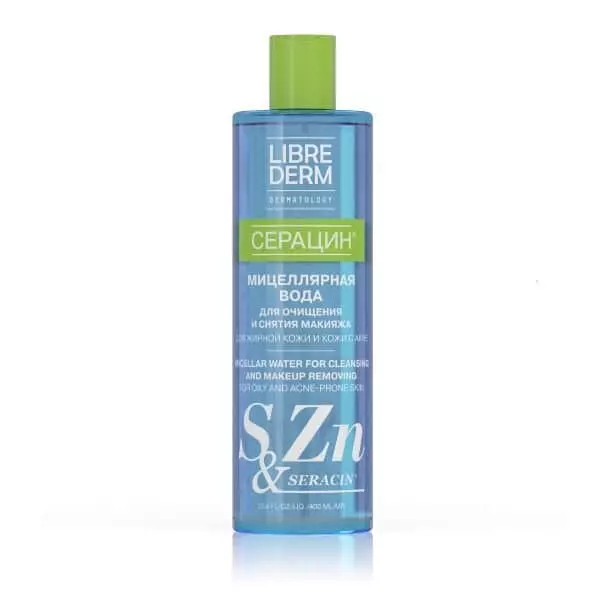 LIBRE
DERM
DERMATOLOGY
СЕРАЦИН®
МИЦЕЛЛЯРНАЯ
ВОДА
ДЛЯ ОЧИЩЕНИЯ
И СНЯТИЯ МАКИЯЖА
ДЛЯ ЖИРНОЙ КОЖИ И КОЖИ С АКНЕ
MICELLAR WATER FOR CLEANSING
AND MAKEUP REMOVING
FOR OILY AND ACNE-PRONE SKIN
S&Zn
SERACIN®
400 ML